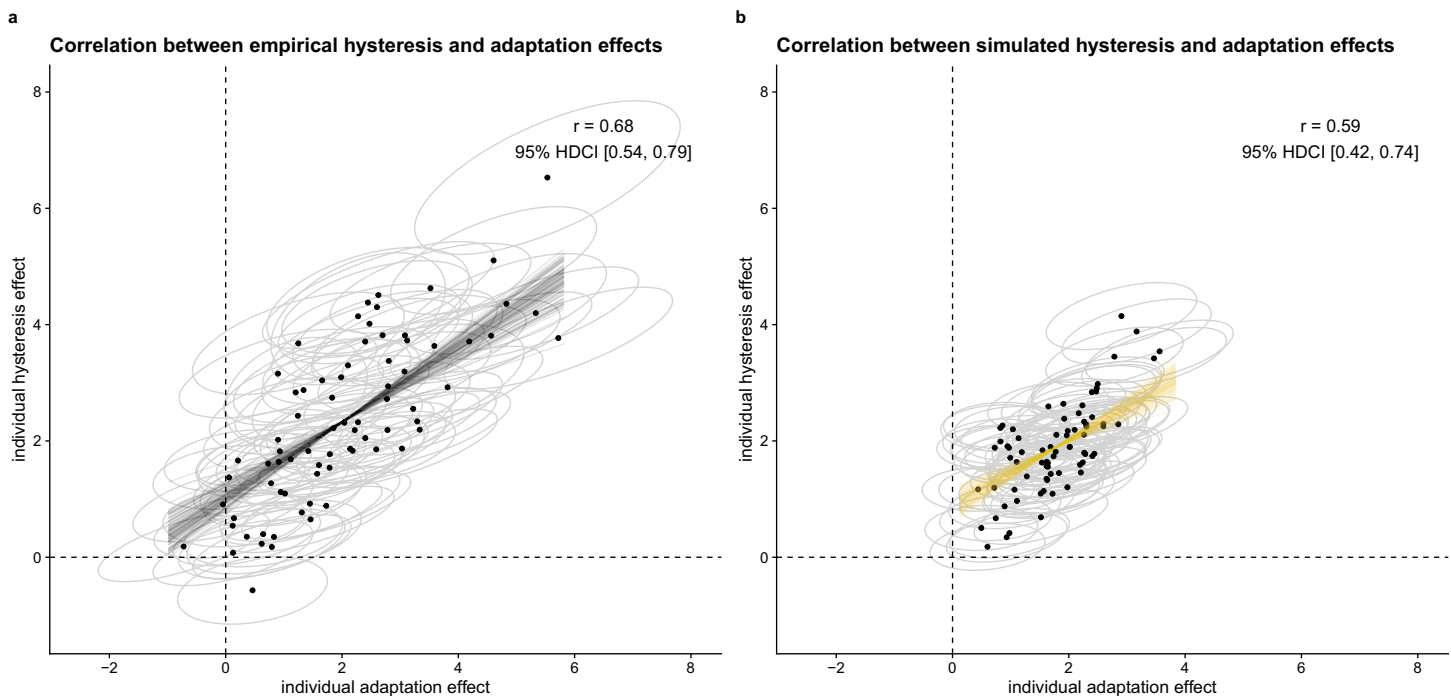 a
Correlation between empirical hysteresis and adaptation effects
8
6
4
2
0
individual hysteresis effect
r = 0.68
95% HDCI [0.54, 0.79]
−2 0 2 4 6 8
individual adaptation effect
b
Correlation between simulated hysteresis and adaptation effects
8
6
4
2
0
individual hysteresis effect
r = 0.59
95% HDCI [0.42, 0.74]
−2 0 2 4 6 8
individual adaptation effect